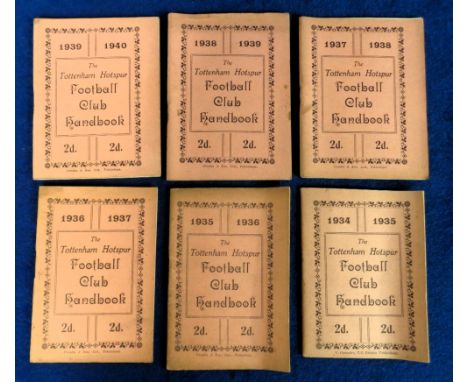 1939 1940
The
Tottenham Hotspur
Football
Club
Handbook
2d. 2d.
1938 1939
The
Tottenham Hotspur
Football
Club
Handbook
2d. 2d.
1937 1938
The
Tottenham Hotspur
Football
Club
Handbook
2d. 2d.
1936 1937
The
Tottenham Hotspur
Football
Club
Handbook
2d. 2d.
1935 1936
The
Tottenham Hotspur
Football
Club
Handbook
2d. 2d.
1934 1935
The
Tottenham Hotspur
Football
Club
Handbook
2d. 2d.